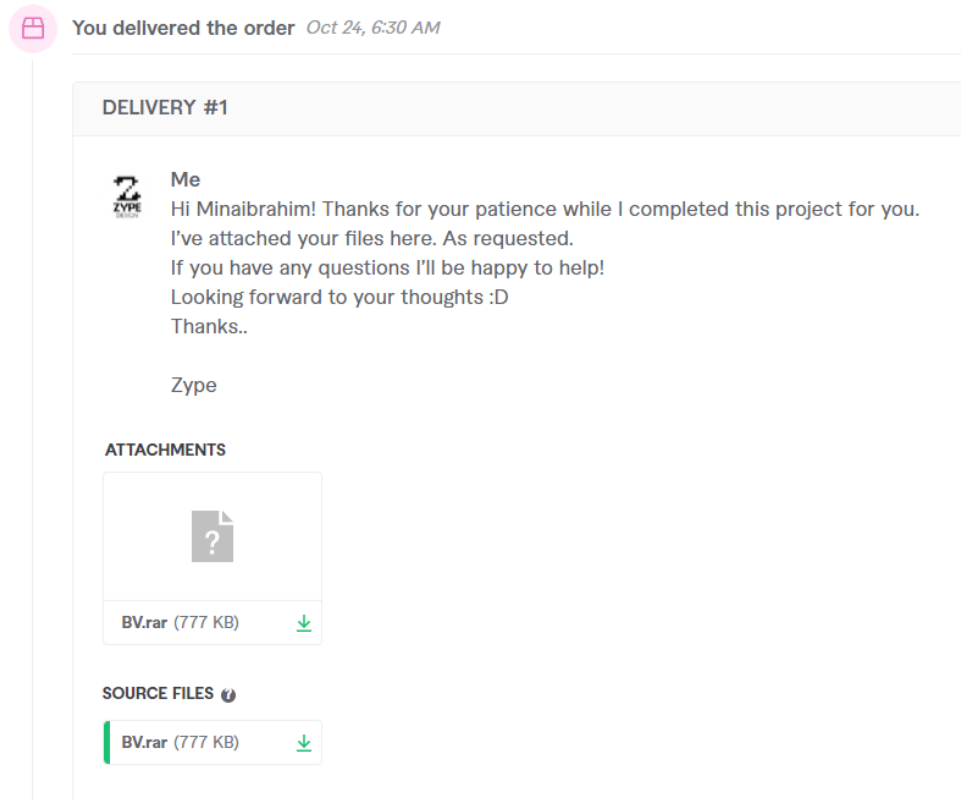 You dellvered the order Oct 24, 6:30 AM
DELIVERY #1
Z
ZYPE
DESIGN
Me
Hi Minaibrahim! Thanks for your patience while I completed this project for you.
I've attached your files here. As requested.
If you have any questions I'll be happy to help!
Looking forward to your thoughts :D
Thanks..
Zype
ATTACHMENTS
?
BV.rar (777 KB)
SOURCE FILES ?
BV.rar (777 KB)